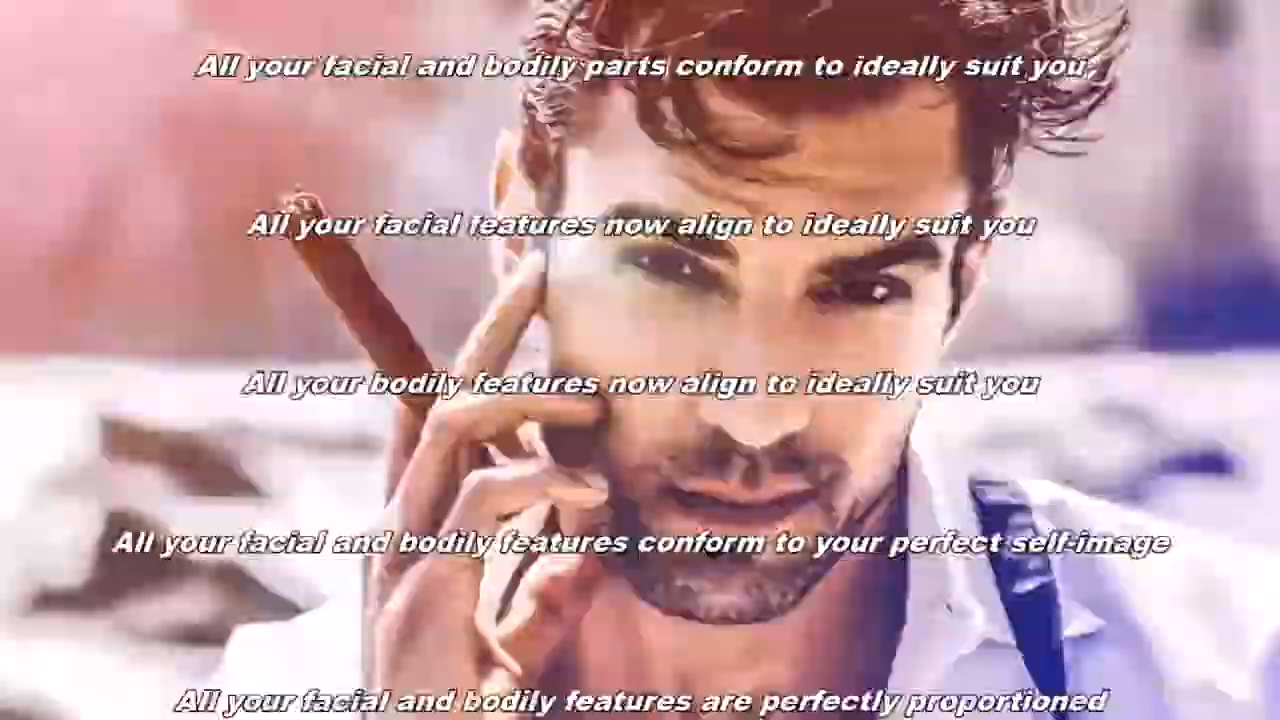 All your facial and bodily parts conform to ideally suit you
All your facial features now align to ideally suit you
All your bodily features now align to ideally suit you
All your facial and bodily features conform to your perfect self-image
All your facial and bodily features are perfectly proportioned